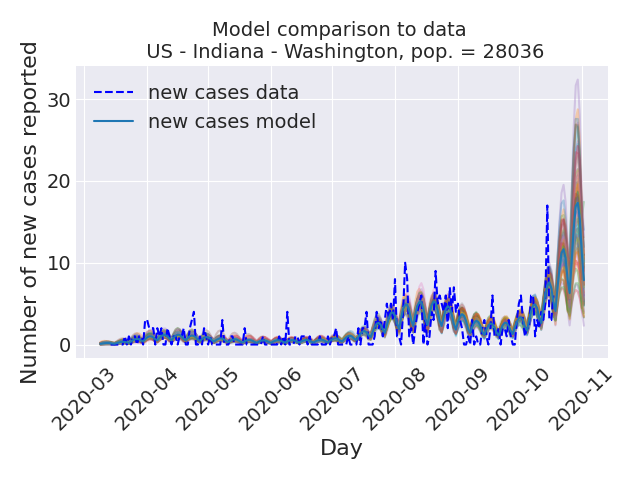 Model comparison to data
US - Indiana - Washington, pop. = 28036
Number of new cases reported
30
20
10
0
new cases data
new cases model
2020-03
2020-04
2020-05
2020-06
2020-07
2020-08
2020-09
2020-10
2020-11
Day